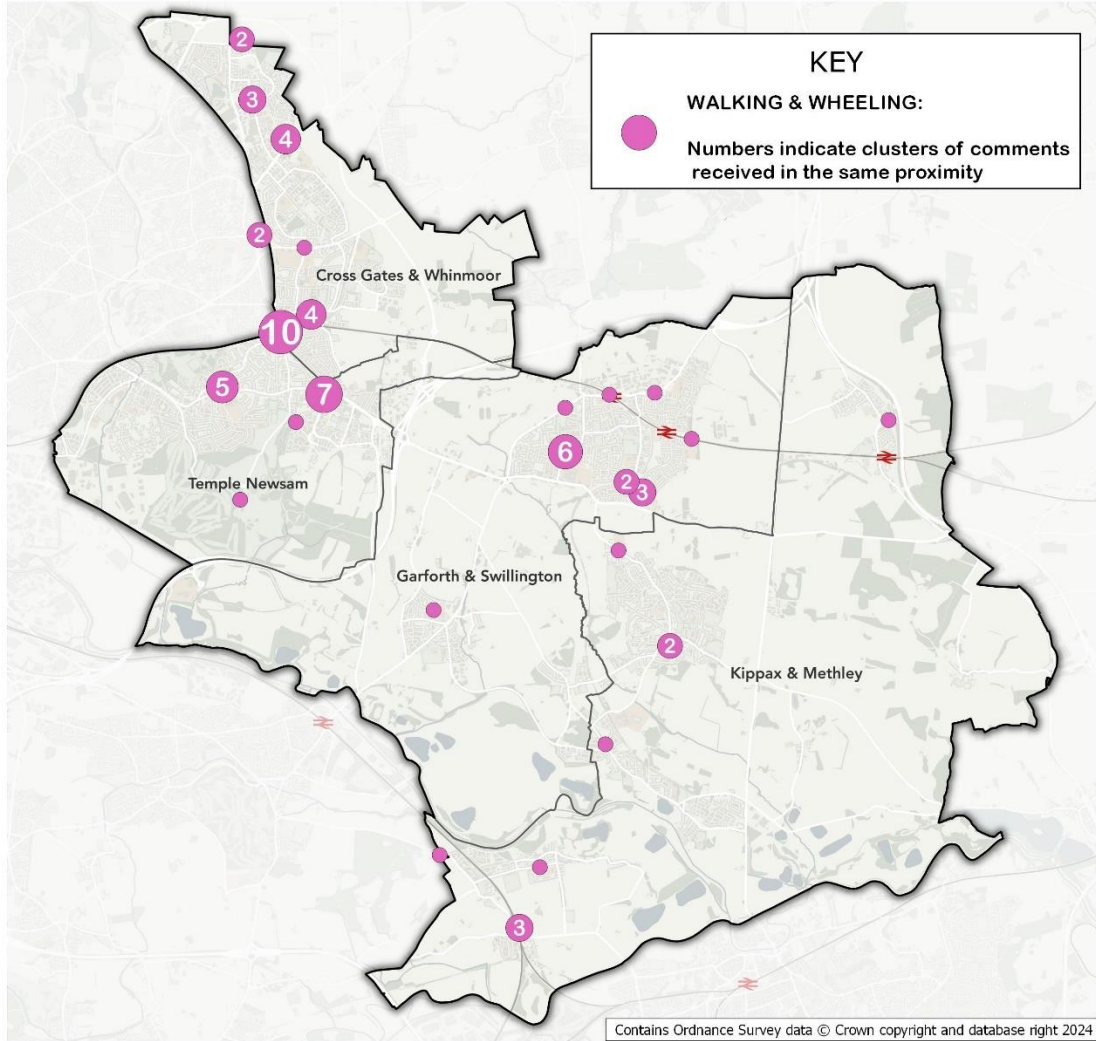 KEY
WALKING & WHEELING:
Numbers indicate clusters of comments
received in the same proximity
2
3
4
2
Cross Gates & Whinmoor
4
10
5
7
6
2
3
Temple Newsam
Garforth & Swillington
2
Kippax & Methley
3
Contains Ordnance Survey data © Crown copyright and database right 2024